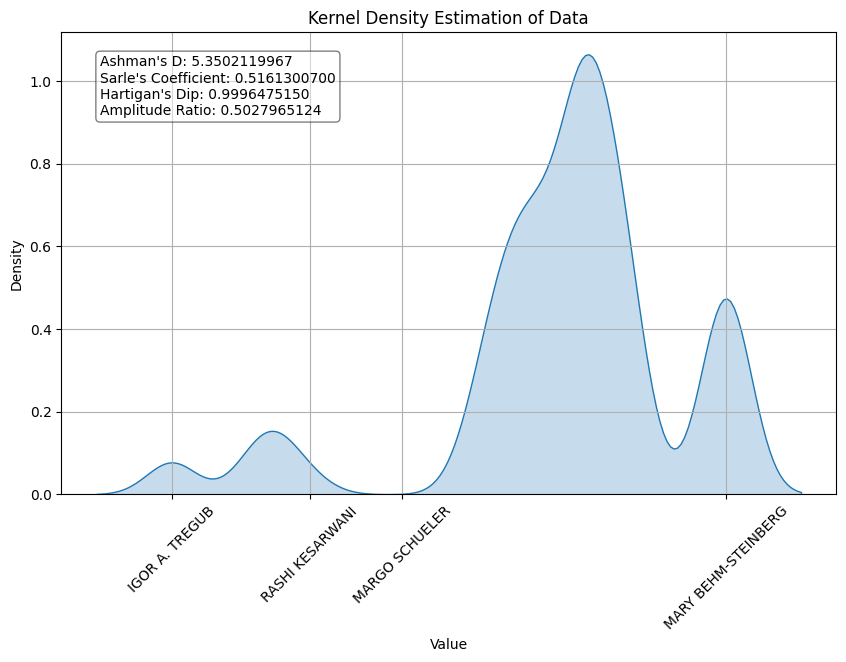 Kernel Density Estimation of Data
Ashman's D: 5.3502119967
Sarle's Coefficient: 0.5161300700
Hartigan's Dip: 0.9996475150
Amplitude Ratio: 0.5027965124
Density
1.0
0.8
0.6
0.4
0.2
0.0
IGOR A. TREGUB
RASHI KESARWANI
MARGO SCHUELER
MARY BEHM-STEINBERG
Value